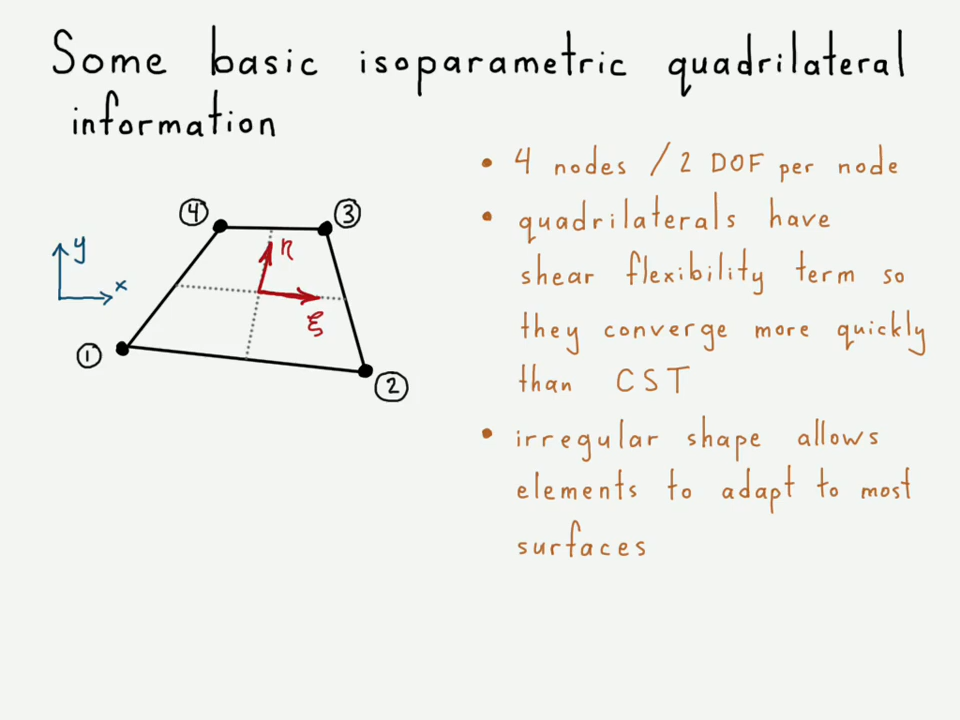 Some basic isoparametric quadrilateral
information
• 4 nodes / 2 DOF per node
• quadrilaterals have
shear flexibility term so
they converge more quickly
than CST
• irregular shape allows
elements to adapt to most
surfaces
④ ③
η
y
x
ξ
①
②